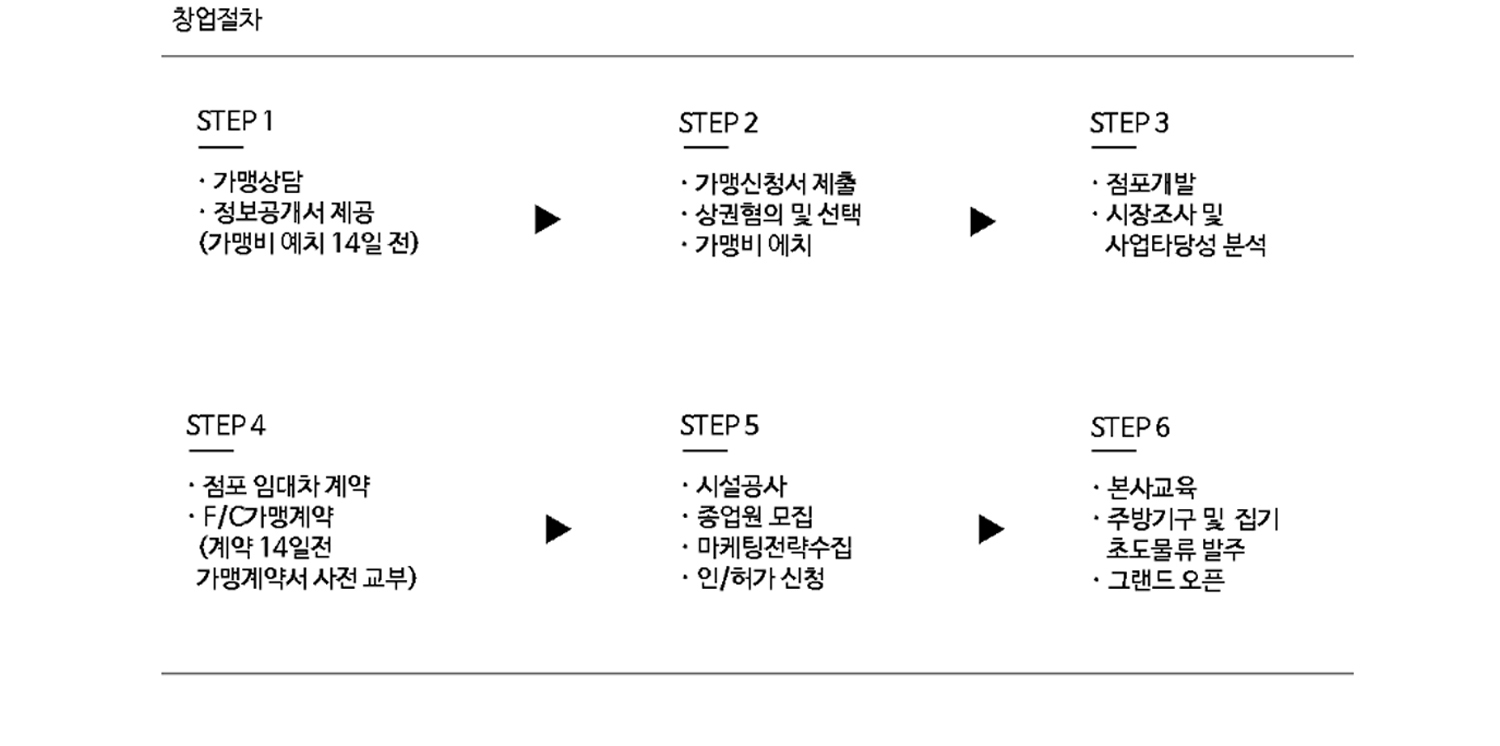 창업절차
STEP 1
· 가맹상담
· 정보공개서 제공
(가맹비 예치 14일 전)
STEP 2
· 가맹신청서 제출
· 상권혐의 및 선택
· 가맹비 에치
STEP 3
· 점포개발
· 시장조사 및
사업타당성 분석
STEP 4
· 점포 임대차 계약
· F/C가맹계약
(계약 14일전
가맹계약서 사전 교부)
STEP 5
· 시설공사
· 종업원 모집
· 마케팅전략수집
· 인/허가 신청
STEP 6
· 본사교육
· 주방기구 및 집기
초도물류 발주
· 그랜드 오픈